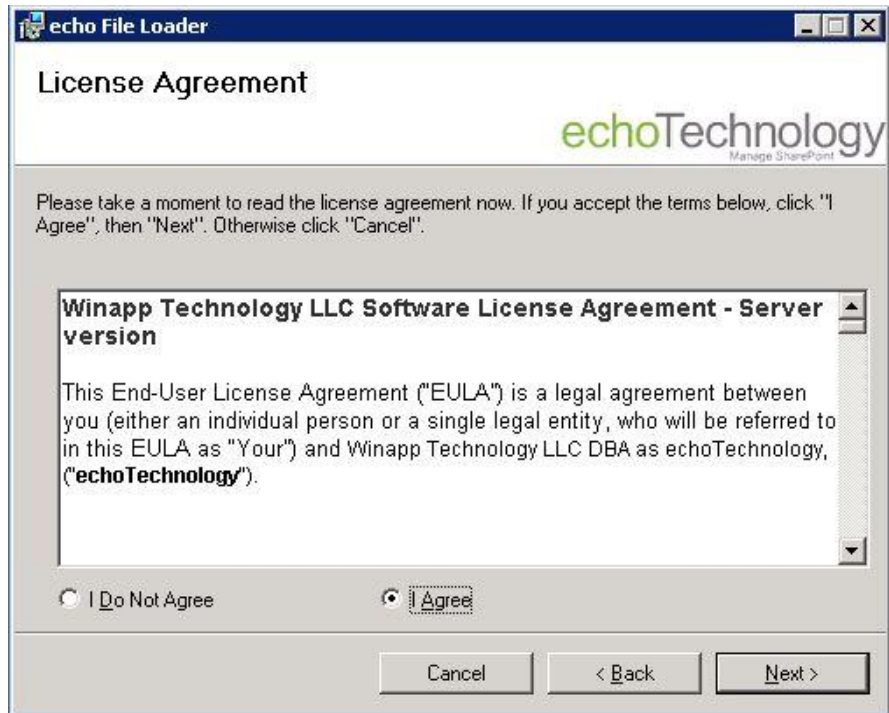 echo File Loader
License Agreement
echoTechnology
Manage SharePoint
Please take a moment to read the license agreement now. If you accept the terms below, click "I
Agree", then "Next". Otherwise click "Cancel".
Winapp Technology LLC Software License Agreement - Server
version
This End-User License Agreement ("EULA") is a legal agreement between
you (either an individual person or a single legal entity, who will be referred to
in this EULA as "Your") and Winapp Technology LLC DBA as echoTechnology,
("echoTechnology").
I Do Not Agree
I Agree
Cancel
< Back
Next >